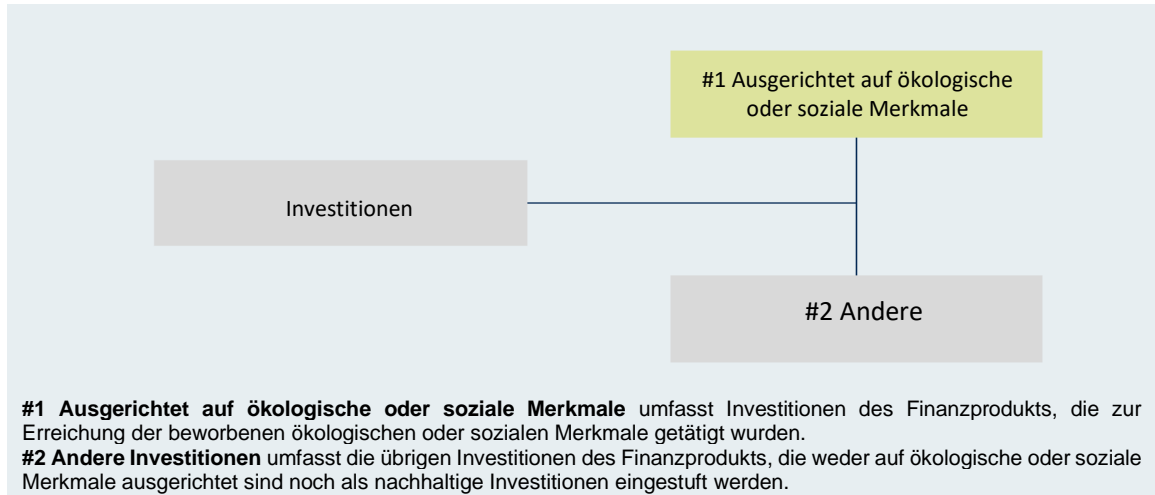 #1 Ausgerichtet auf ökologische
oder soziale Merkmale
Investitionen
#2 Andere
#1 Ausgerichtet auf ökologische oder soziale Merkmale umfasst Investitionen des Finanzprodukts, die zur
Erreichung der beworbenen ökologischen oder sozialen Merkmale getätigt wurden.
#2 Andere Investitionen umfasst die übrigen Investitionen des Finanzprodukts, die weder auf ökologische oder soziale
Merkmale ausgerichtet sind noch als nachhaltige Investitionen eingestuft werden.